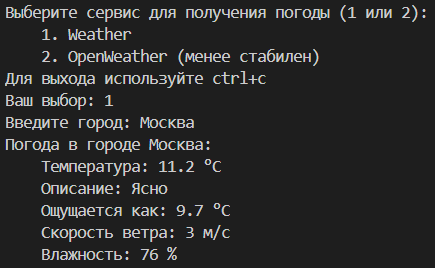 Выберите сервис для получения погоды (1 или 2):
    1. Weather
    2. OpenWeather (менее стабилен)
Для выхода используйте ctrl+c
Ваш выбор: 1
Введите город: Москва
Погода в городе Москва:
    Температура: 11.2 °C
    Описание: Ясно
    Ощущается как: 9.7 °C
    Скорость ветра: 3 м/с
    Влажность: 76 %